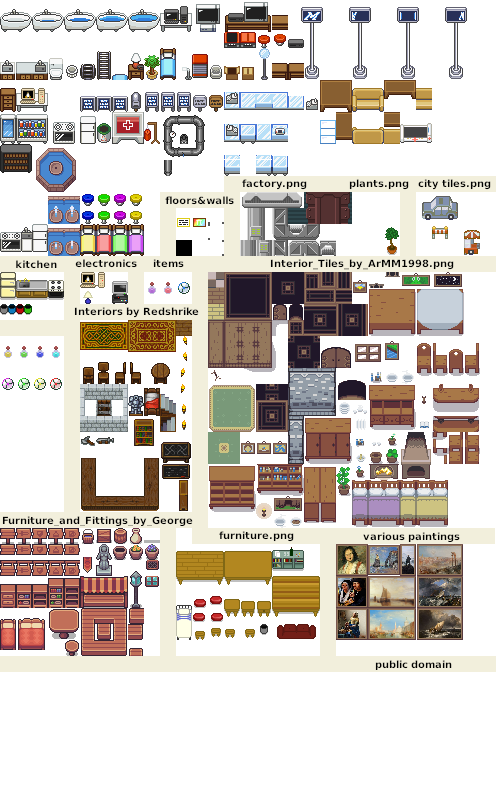 factory.png
plants.png
city tiles.png
floors&walls
kitchen
electronics
items
Interior_Tiles_by_ArMM1998.png
Interiors by Redshrike
Furniture_and_Fittings_by_George
furniture.png
various paintings
public domain